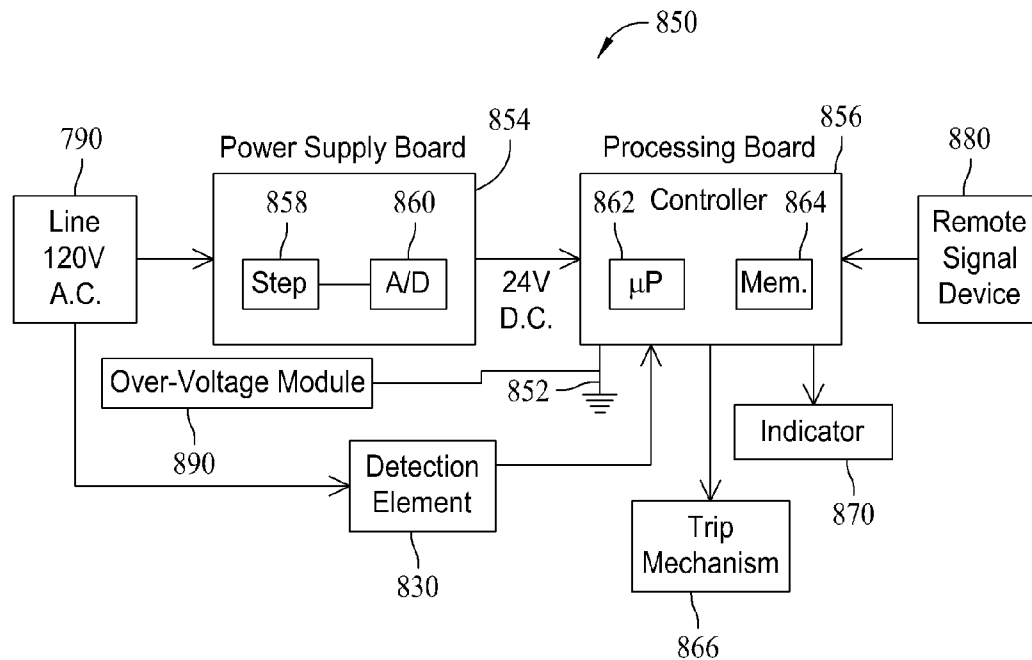 850
790
Line
120V
A.C.
Power Supply Board
854
858
860
Step
A/D
24V
D.C.
Processing Board
856
Controller
862
864
μP
Mem.
880
Remote
Signal
Device
Over-Voltage Module
890
852
Detection
Element
830
Indicator
870
Trip
Mechanism
866